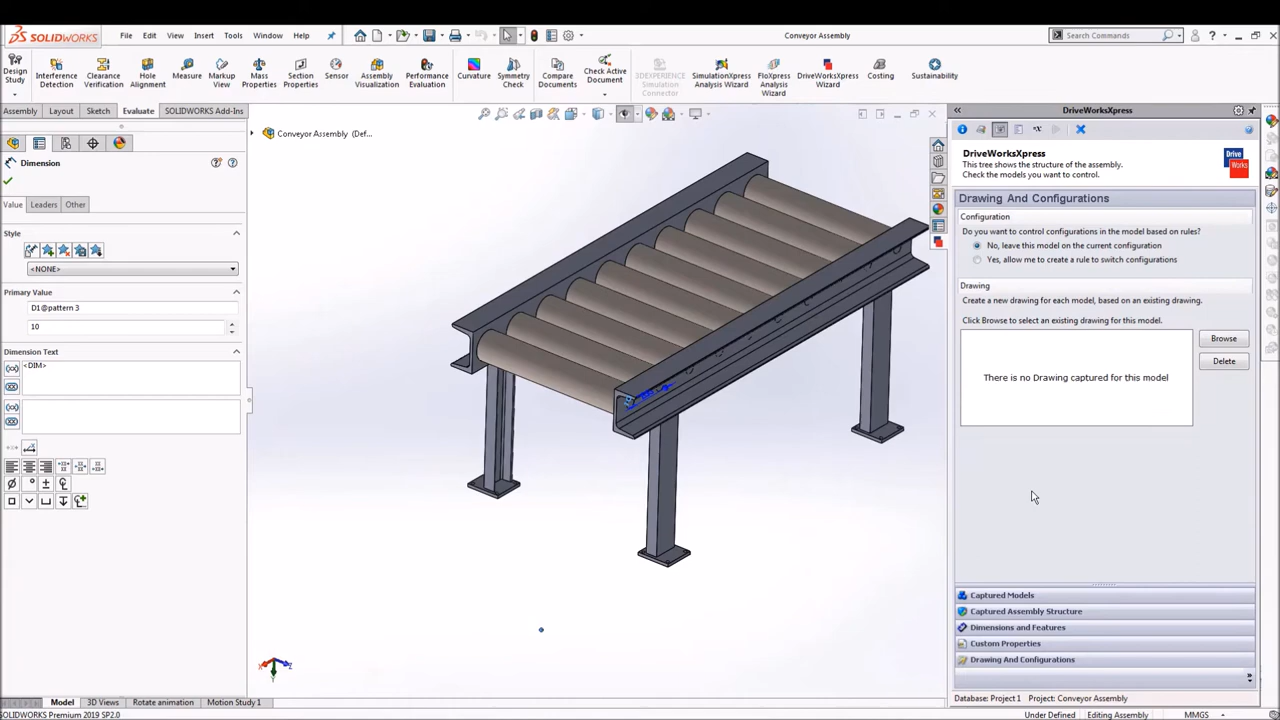 SOLIDWORKS File Edit View Insert Tools Window Help Conveyor Assembly Search Commands
Design Study Interference Detection Clearance Verification Hole Alignment Measure Markup View Mass Properties Section Properties Sensor Assembly Visualization Performance Evaluation Curvature Symmetry Check Compare Documents Check Active Document 3DEXPERIENCE Simulation Connector SimulationXpress Analysis Wizard FloXpress Analysis Wizard DriveWorksXpress Wizard Costing Sustainability
Assembly Layout Sketch Evaluate SOLIDWORKS Add-Ins
Conveyor Assembly (Def...
Dimension
Value Leaders Other
Style
<NONE>
Primary Value
D1@pattern 3
10
Dimension Text
<DIM>
X
Y
Z
Model 3D Views Rotate animation Motion Study 1
SOLIDWORKS Premium 2019 SP2.0
DriveWorksXpress
DriveWorksXpress
This tree shows the structure of the assembly.
Check the models you want to control.
Drive Works
Drawing And Configurations
Configuration
Do you want to control configurations in the model based on rules?
No, leave this model on the current configuration
Yes, allow me to create a rule to switch configurations
Drawing
Create a new drawing for each model, based on an existing drawing.
Click Browse to select an existing drawing for this model.
There is no Drawing captured for this model
Browse
Delete
Captured Models
Captured Assembly Structure
Dimensions and Features
Custom Properties
Drawing And Configurations
Database: Project 1 Project: Conveyor Assembly
Under Defined Editing Assembly MMGS